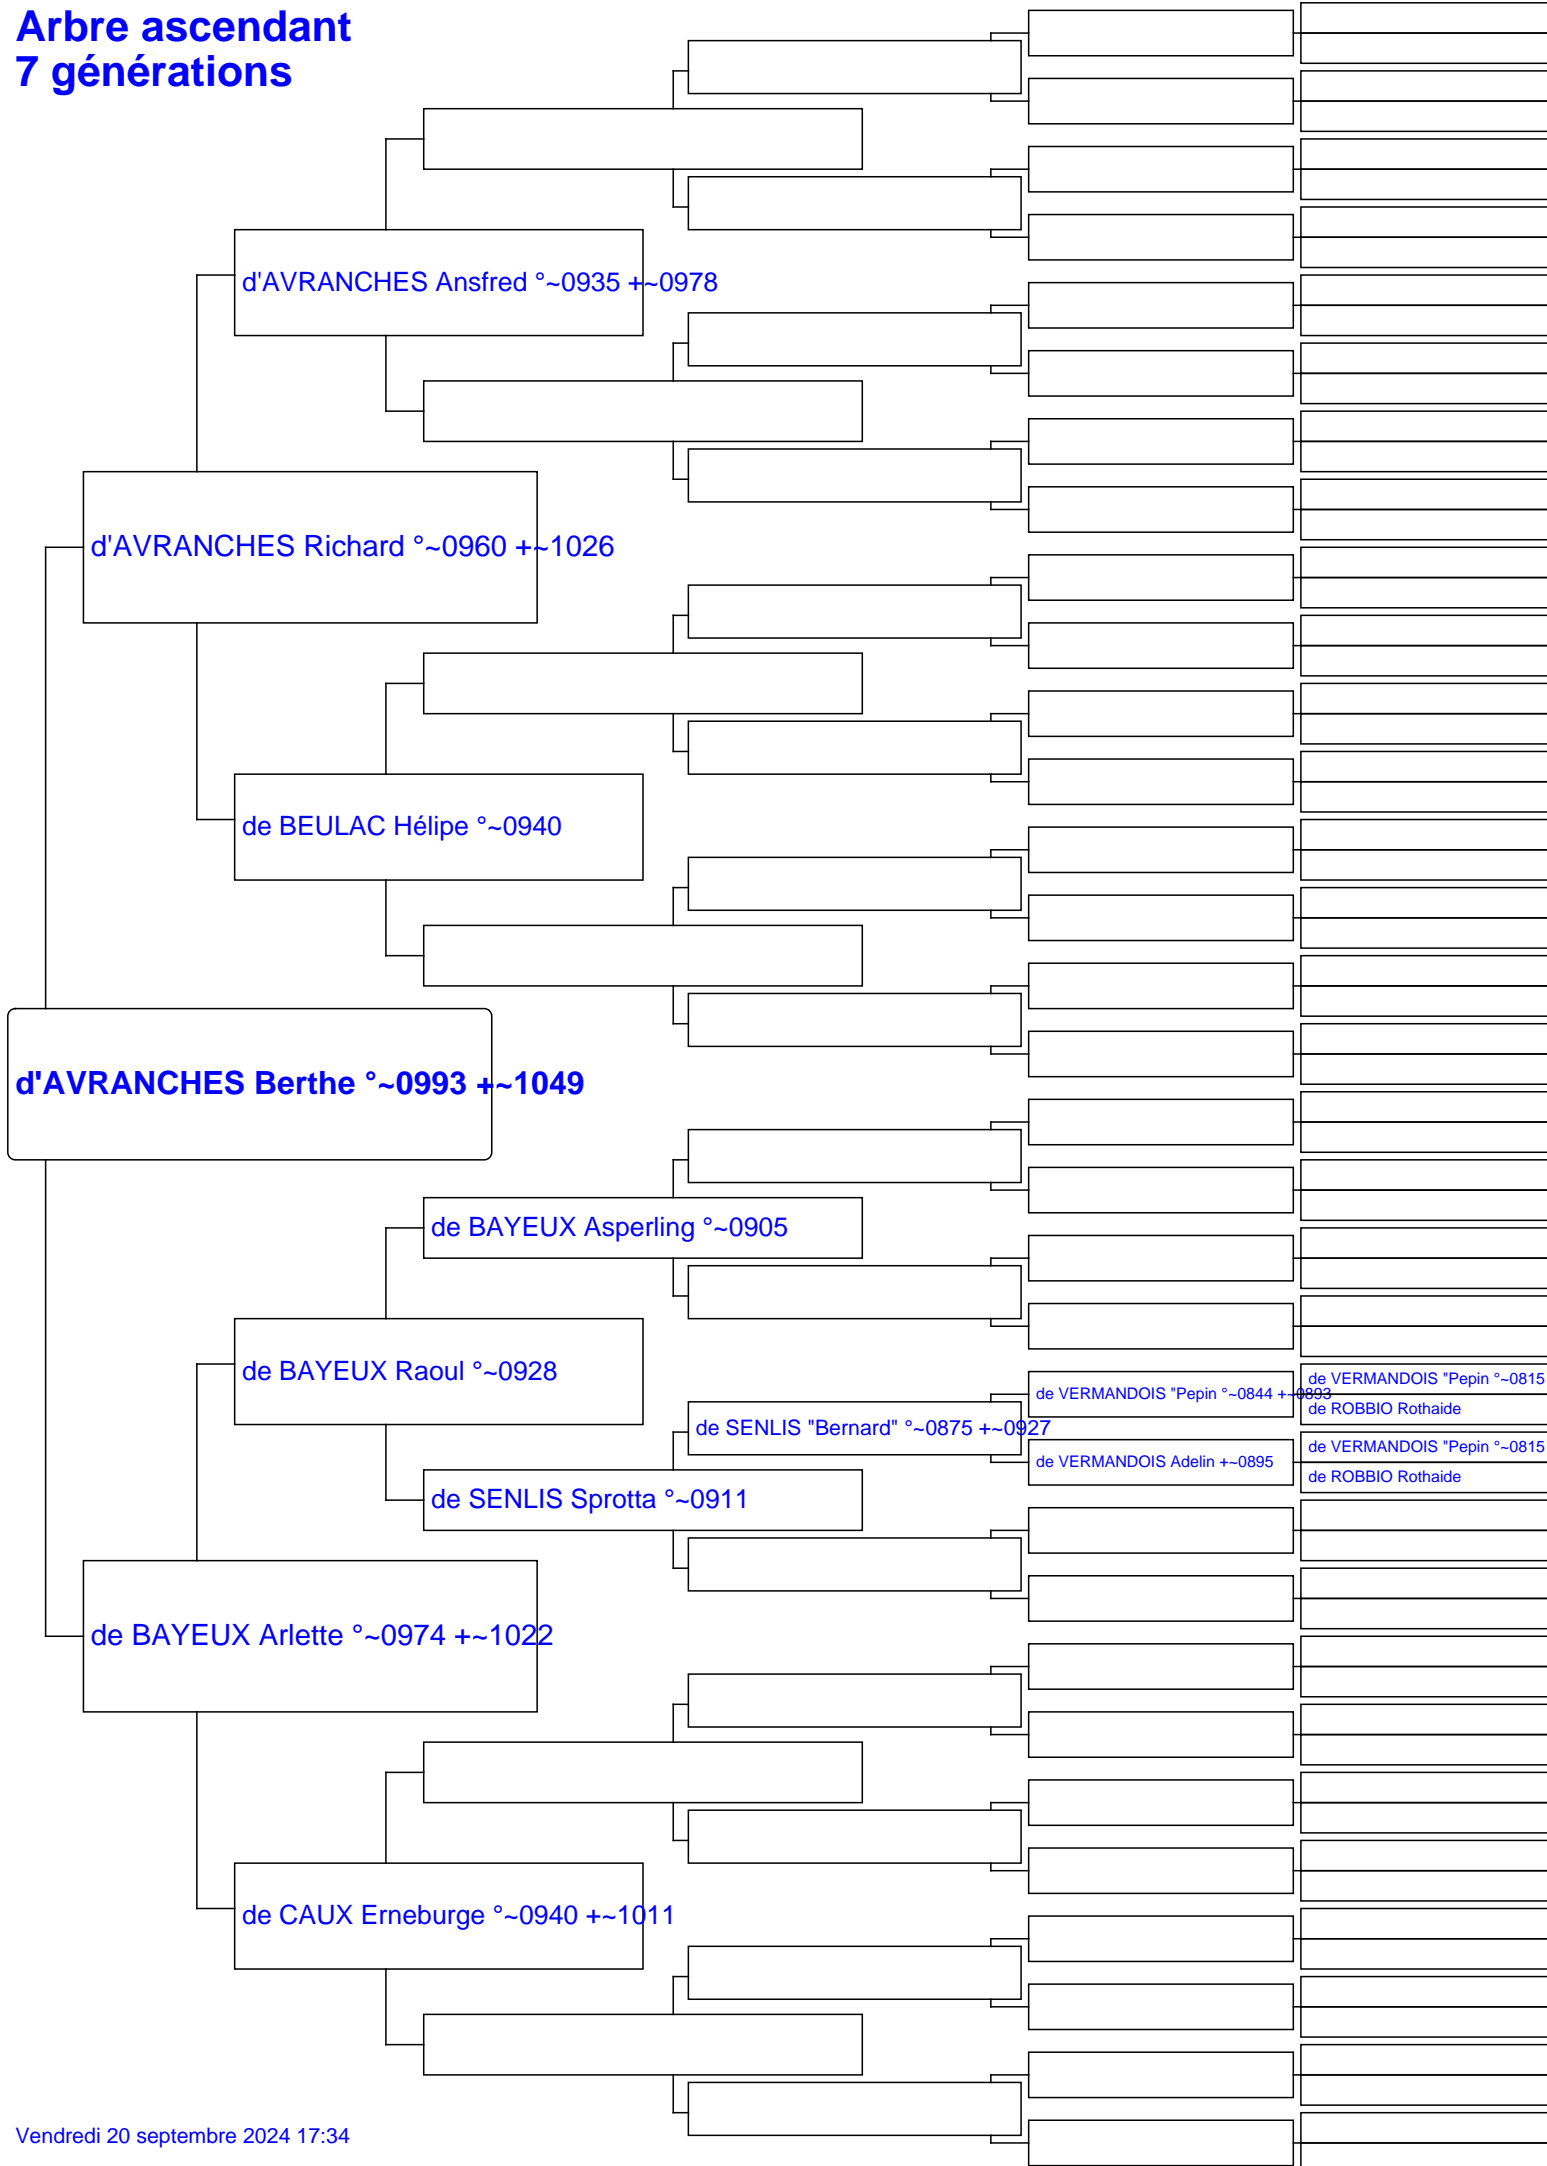 Arbre ascendant
7 générations
d'AVRANCHES Ansfred °~0935 +~0978
d'AVRANCHES Richard °~0960 +~1026
de BEULAC Hélipe °~0940
d'AVRANCHES Berthe °~0993 +~1049
de BAYEUX Asperling °~0905
de BAYEUX Raoul °~0928
de VERMANDOIS "Pepin °~0815
de VERMANDOIS "Pepin °~0844 +~0893
de ROBBIO Rothaide
de SENLIS "Bernard" °~0875 +~0927
de VERMANDOIS "Pepin °~0815
de VERMANDOIS Adelin +~0895
de ROBBIO Rothaide
de SENLIS Sprotta °~0911
de BAYEUX Arlette °~0974 +~1022
de CAUX Erneburge °~0940 +~1011
Vendredi 20 septembre 2024 17:34